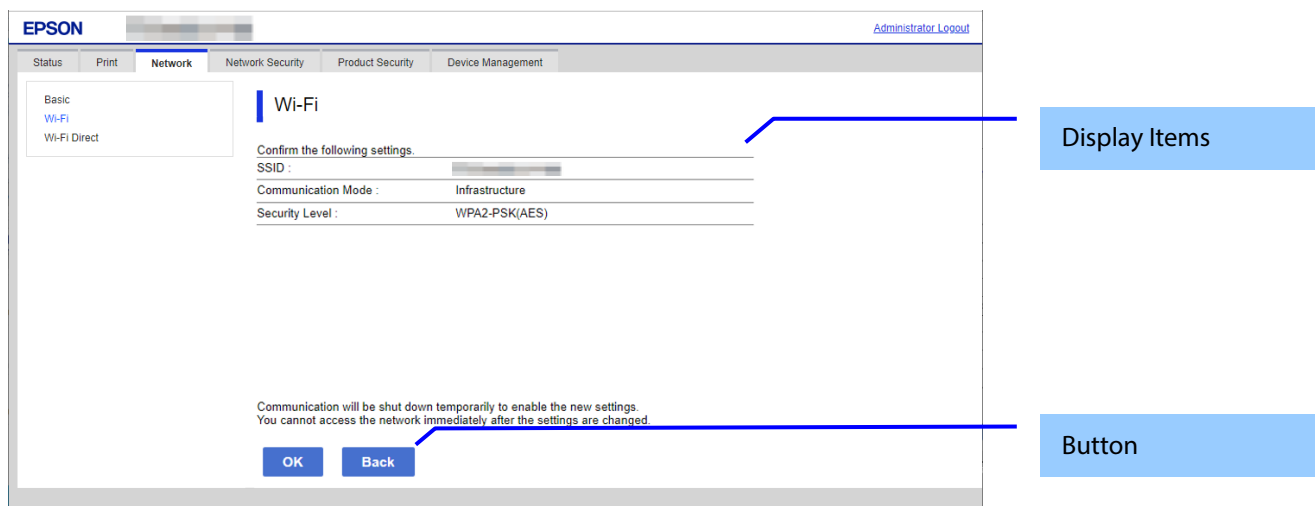 EPSON
Administrator Logout
Status Print Network Network Security Product Security Device Management
Basic
Wi-Fi
Wi-Fi Direct
Wi-Fi
Confirm the following settings.
SSID :
Communication Mode : Infrastructure
Security Level : WPA2-PSK(AES)
Communication will be shut down temporarily to enable the new settings.
You cannot access the network immediately after the settings are changed.
OK Back
Display Items
Button